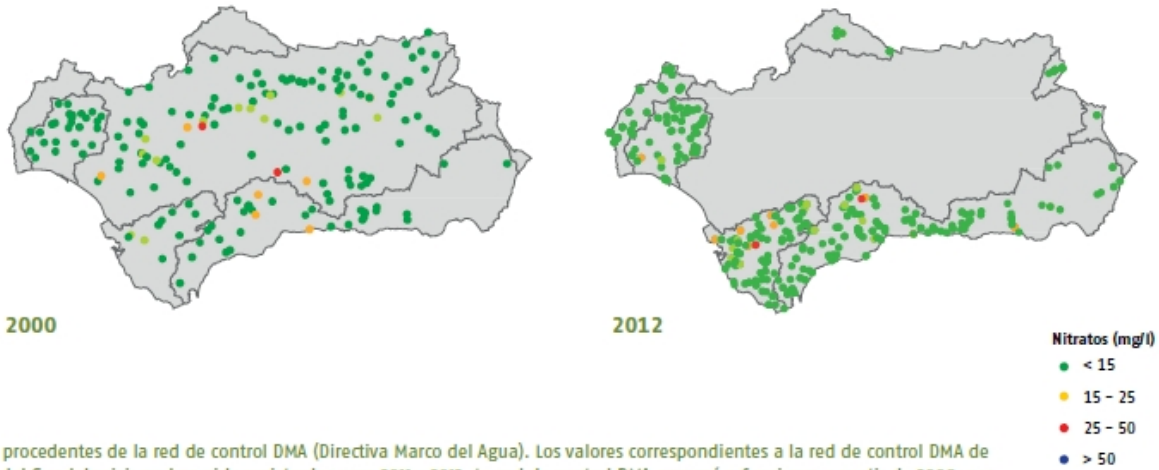 2000
2012
Nitratos (mg/l)
< 15
15 – 25
25 – 50
> 50
procedentes de la red de control DMA (Directiva Marco del Agua). Los valores correspondientes a la red de control DMA de